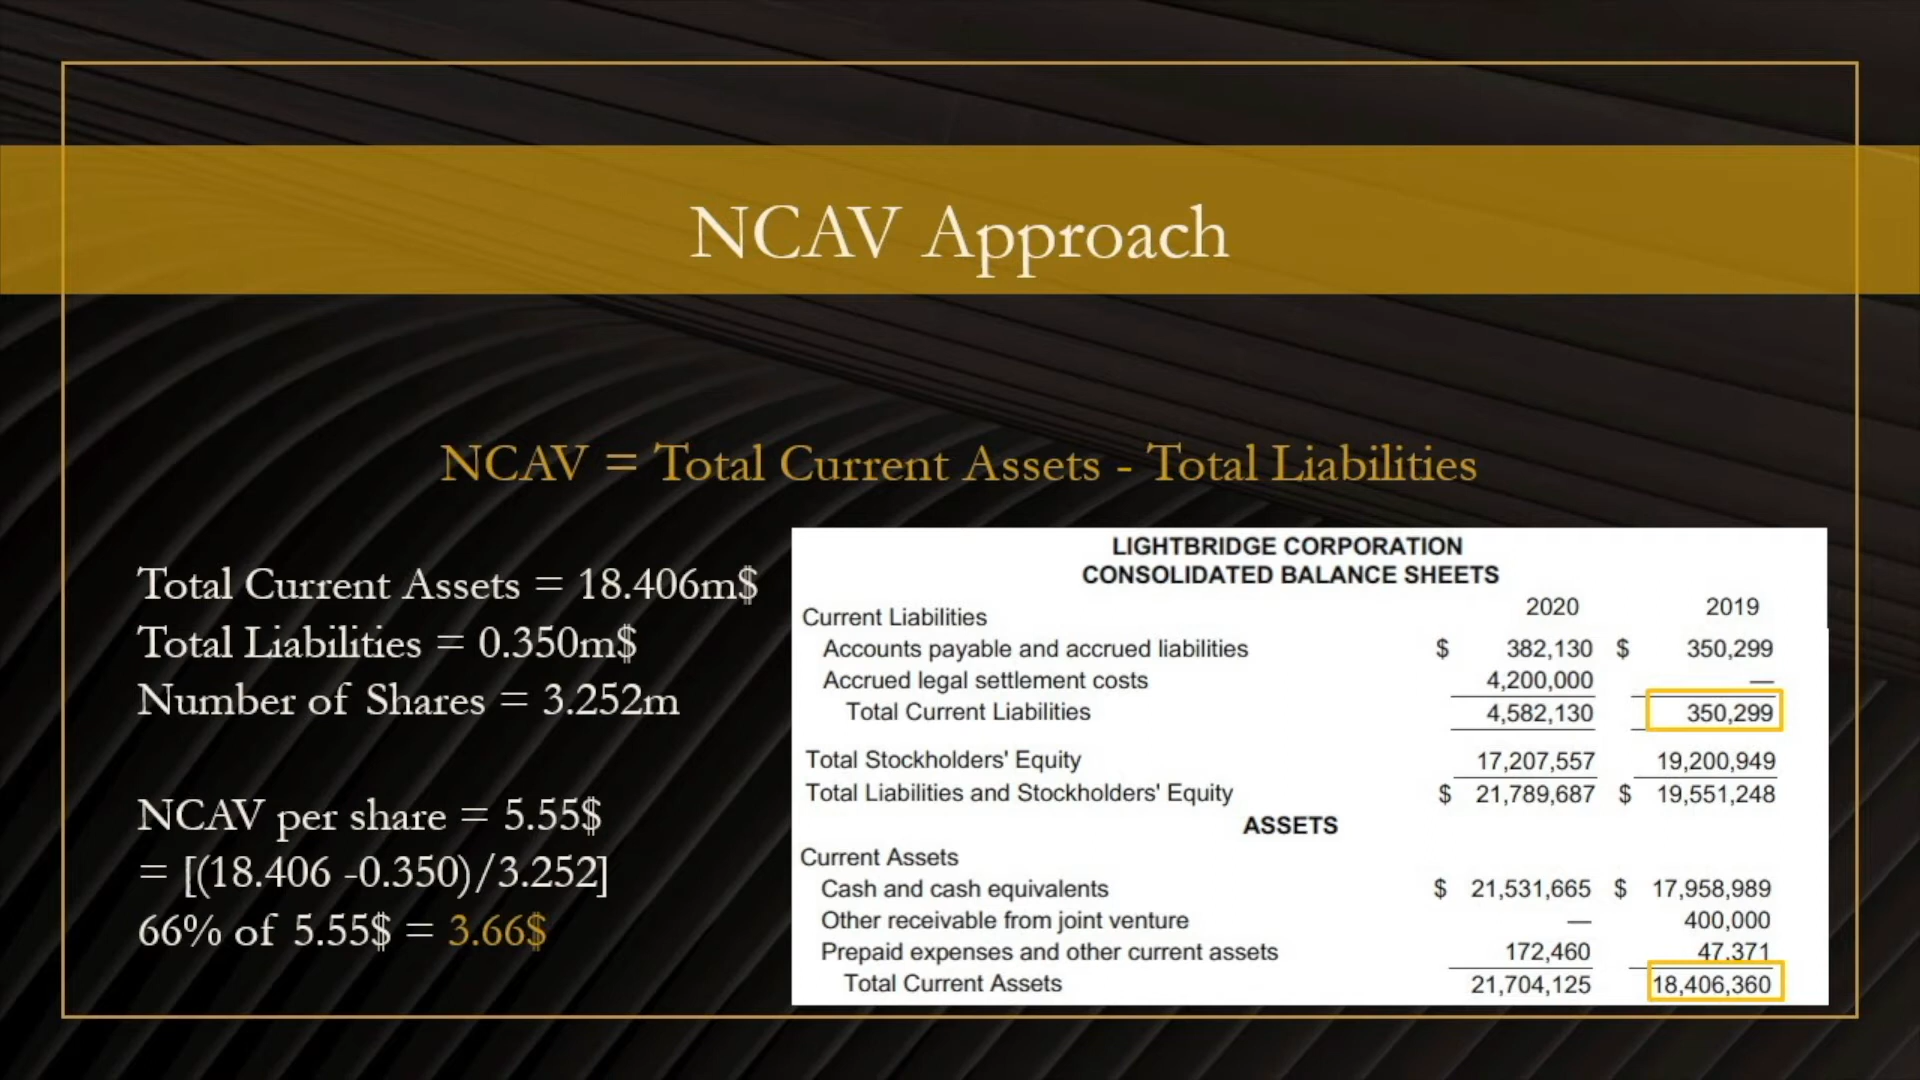 NCAV Approach
NCAV = Total Current Assets - Total Liabilities
Total Current Assets = 18.406m$
Total Liabilities = 0.350m$
Number of Shares = 3.252m
NCAV per share = 5.55$
= [(18.406 -0.350)/3.252]
66% of 5.55$ = 3.66$
LIGHTBRIDGE CORPORATION
CONSOLIDATED BALANCE SHEETS
2020 2019
Current Liabilities
Accounts payable and accrued liabilities $ 382,130 $ 350,299
Accrued legal settlement costs 4,200,000 —
Total Current Liabilities 4,582,130 350,299
Total Stockholders' Equity 17,207,557 19,200,949
Total Liabilities and Stockholders' Equity $ 21,789,687 $ 19,551,248
ASSETS
Current Assets
Cash and cash equivalents $ 21,531,665 $ 17,958,989
Other receivable from joint venture — 400,000
Prepaid expenses and other current assets 172,460 47,371
Total Current Assets 21,704,125 18,406,360